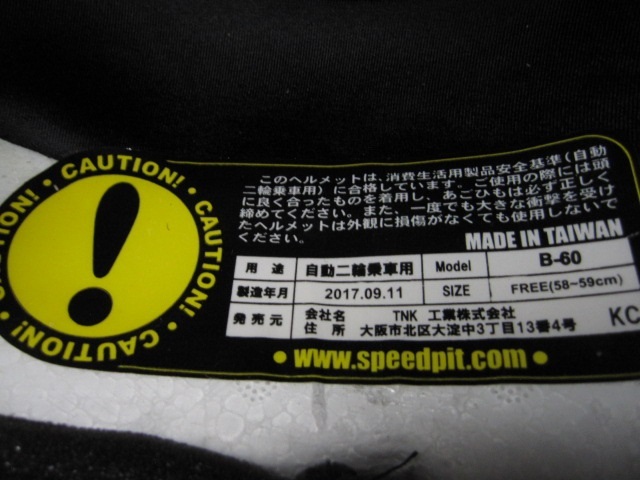 CAUTION! • CAUTION! • CAUTION! • CAUTION!
このヘルメットは、消費生活用製品安全基準(自動
二輪乗車用)に合格しています。ご使用の際には頭
に良く合ったものを着用し、あごひもは必ず正しく
締めてください。また、一度でも大きな衝撃を受け
たヘルメットは外観に損傷がなくても使用しないで
ください。
MADE IN TAIWAN
用途 自動二輪乗車用 Model B-60
製造年月 2017.09.11 SIZE FREE(58~59cm)
発売元 会社名 TNK 工業株式会社
住所 大阪市北区大淀中3丁目13番4号 KC
• www.speedpit.com •